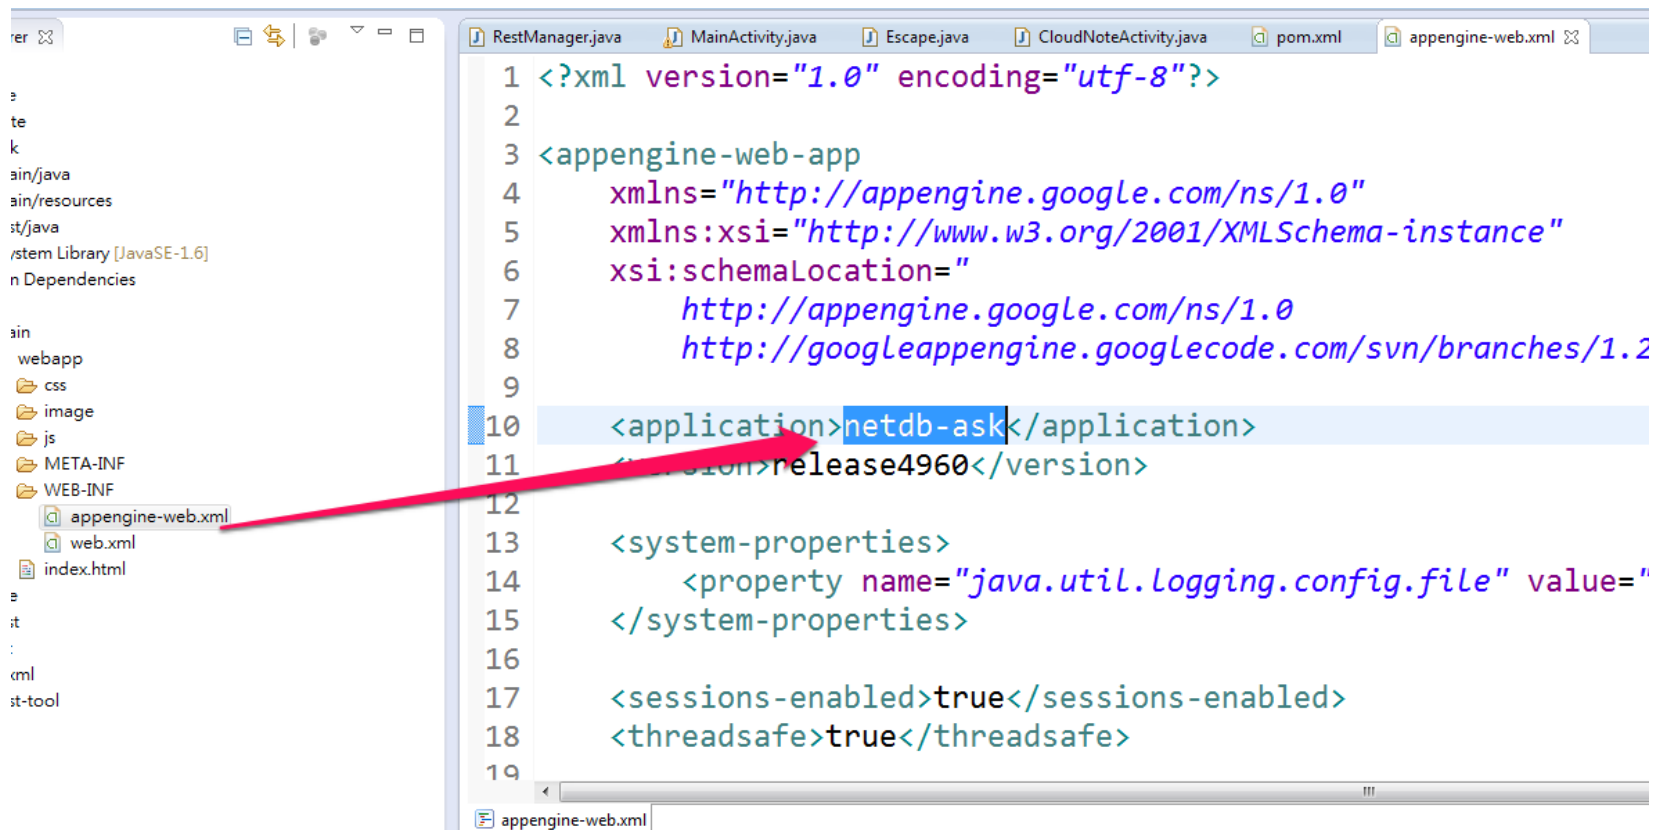 rer
te
k
ain/java
ain/resources
st/java
ystem Library [JavaSE-1.6]
n Dependencies
ain
webapp
css
image
js
META-INF
WEB-INF
appengine-web.xml
web.xml
index.html
e
st
xml
st-tool
RestManager.java MainActivity.java Escape.java CloudNoteActivity.java pom.xml appengine-web.xml
1 <?xml version="1.0" encoding="utf-8"?>
2
3 <appengine-web-app
4 xmlns="http://appengine.google.com/ns/1.0"
5 xmlns:xsi="http://www.w3.org/2001/XMLSchema-instance"
6 xsi:schemaLocation="
7 http://appengine.google.com/ns/1.0
8 http://googleappengine.googlecode.com/svn/branches/1.2
9
10 <application>netdb-ask</application>
11 <version>release4960</version>
12
13 <system-properties>
14 <property name="java.util.logging.config.file" value="
15 </system-properties>
16
17 <sessions-enabled>true</sessions-enabled>
18 <threadsafe>true</threadsafe>
19
appengine-web.xml